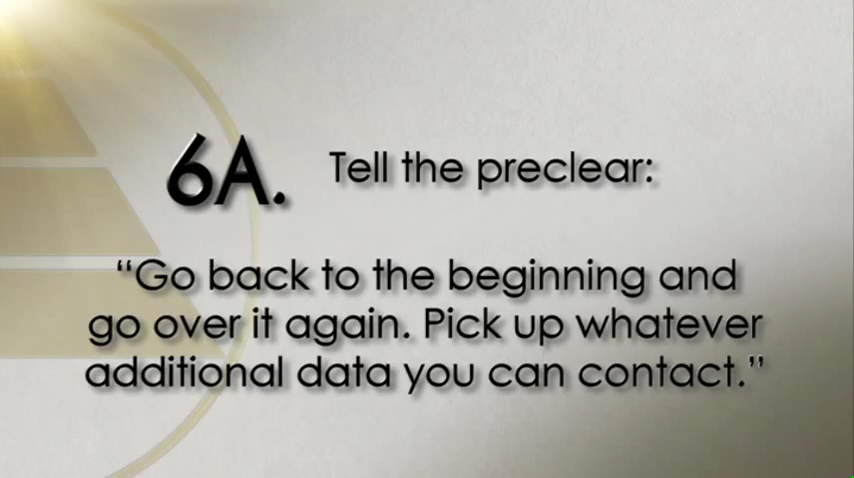 6A. Tell the preclear:
“Go back to the beginning and
go over it again. Pick up whatever
additional data you can contact.”